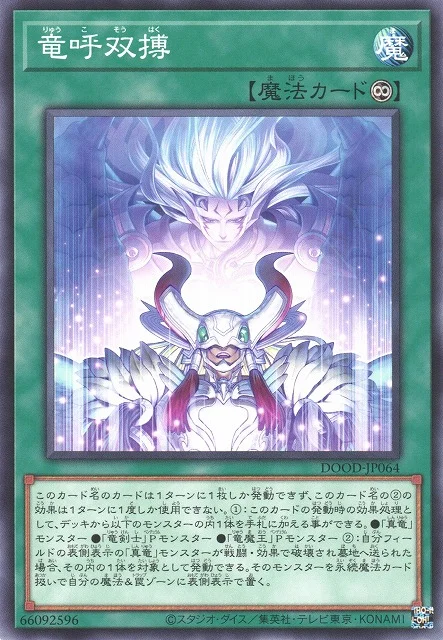 竜呼双搏
りゅう こ そう はく
魔
【魔法カード】
ま ほう
DOOD-JP064
このカード名のカードは1ターンに1枚しか発動できず、このカード名の②の
効果は1ターンに1度しか使用できない。①:このカードの発動時の効果処理と
して、デッキから以下のモンスターの内1体を手札に加える事ができる。●「真竜」
モンスター●「竜剣士」Pモンスター●「竜魔王」Pモンスター ②:自分フィ
ールドの表側表示の「真竜」モンスターが戦闘・効果で破壊され墓地へ送られた
場合、その内の1体を対象として発動できる。そのモンスターを永続魔法カード
扱いで自分の魔法&罠ゾーンに表側表示で置く。
66092596
©スタジオ・ダイス/集英社・テレビ東京・KONAMI